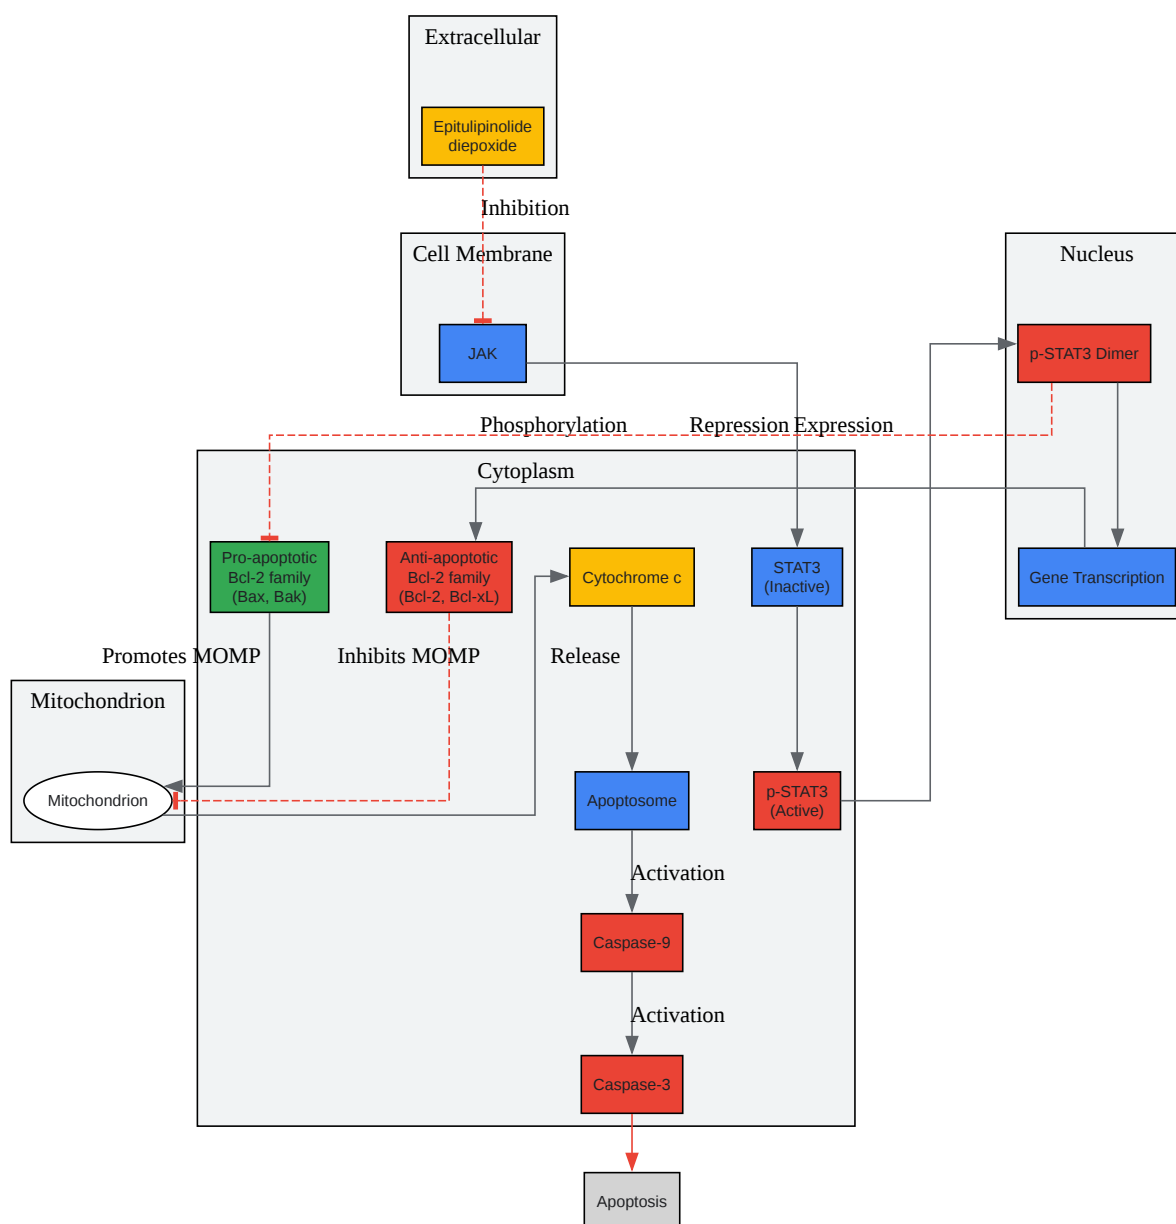 Extracellular
Epitulipinolide
diepoxide
Inhibition
Cell Membrane
Nucleus
JAK
p-STAT3 Dimer
Phosphorylation
Repression
Expression
Cytoplasm
Pro-apoptotic
Bcl-2 family
(Bax, Bak)
Anti-apoptotic
Bcl-2 family
(Bcl-2, Bcl-xL)
Cytochrome c
STAT3
(Inactive)
Gene Transcription
Promotes MOMP
Inhibits MOMP
Release
Mitochondrion
Mitochondrion
Apoptosome
p-STAT3
(Active)
Activation
Caspase-9
Activation
Caspase-3
Apoptosis